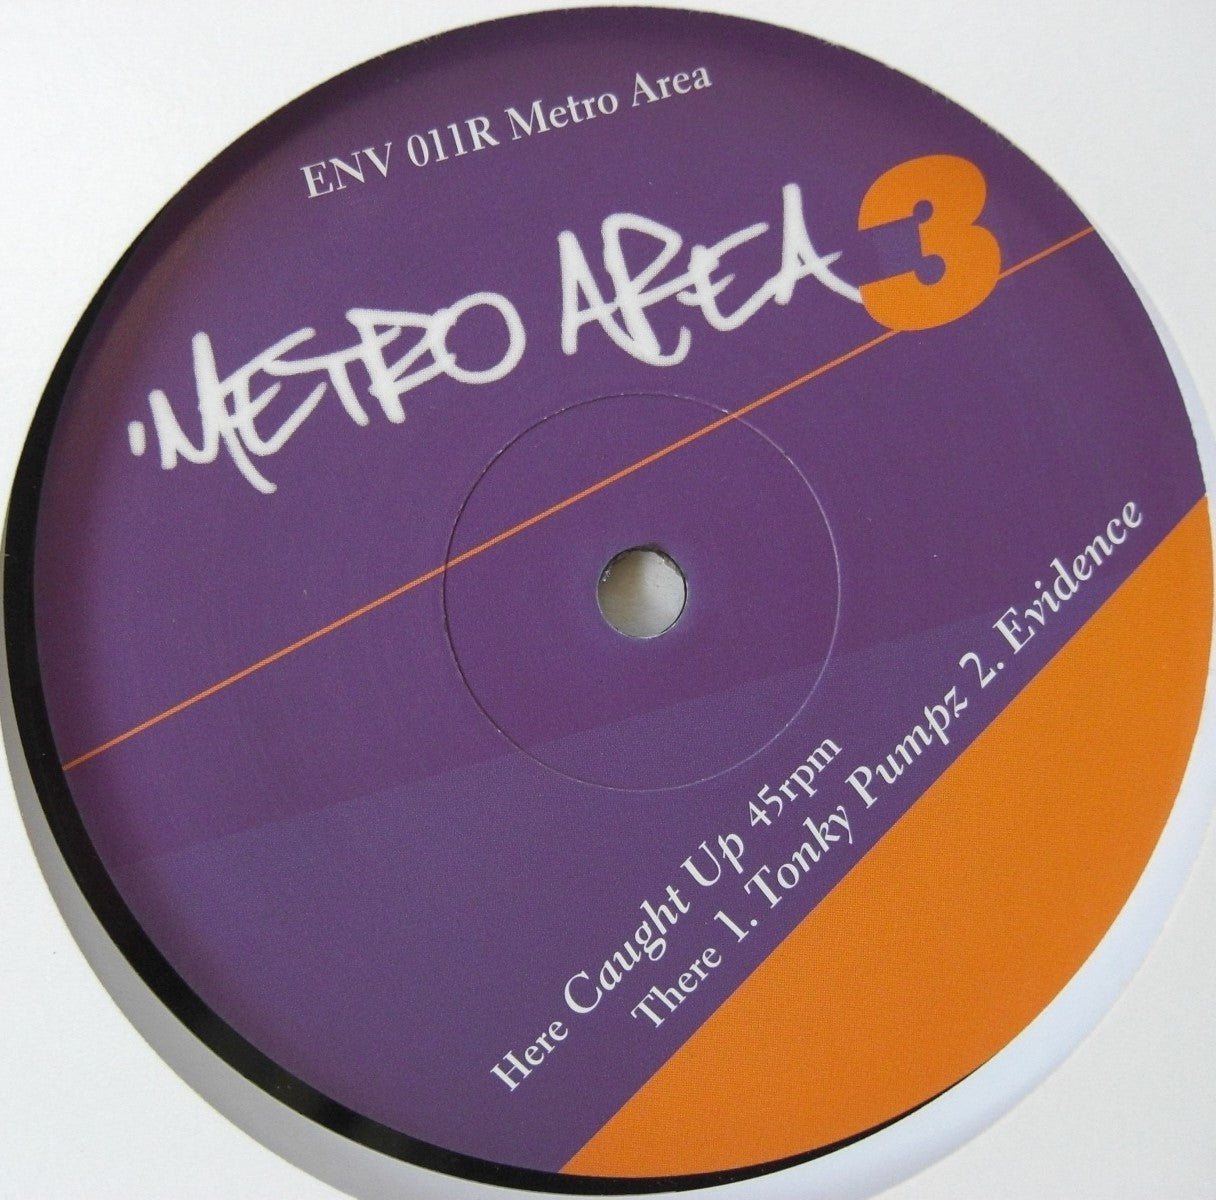 ENV 011R Metro Area
METRO AREA 3
Here Caught Up 45rpm
There 1. Tonky Pumpz 2. Evidence